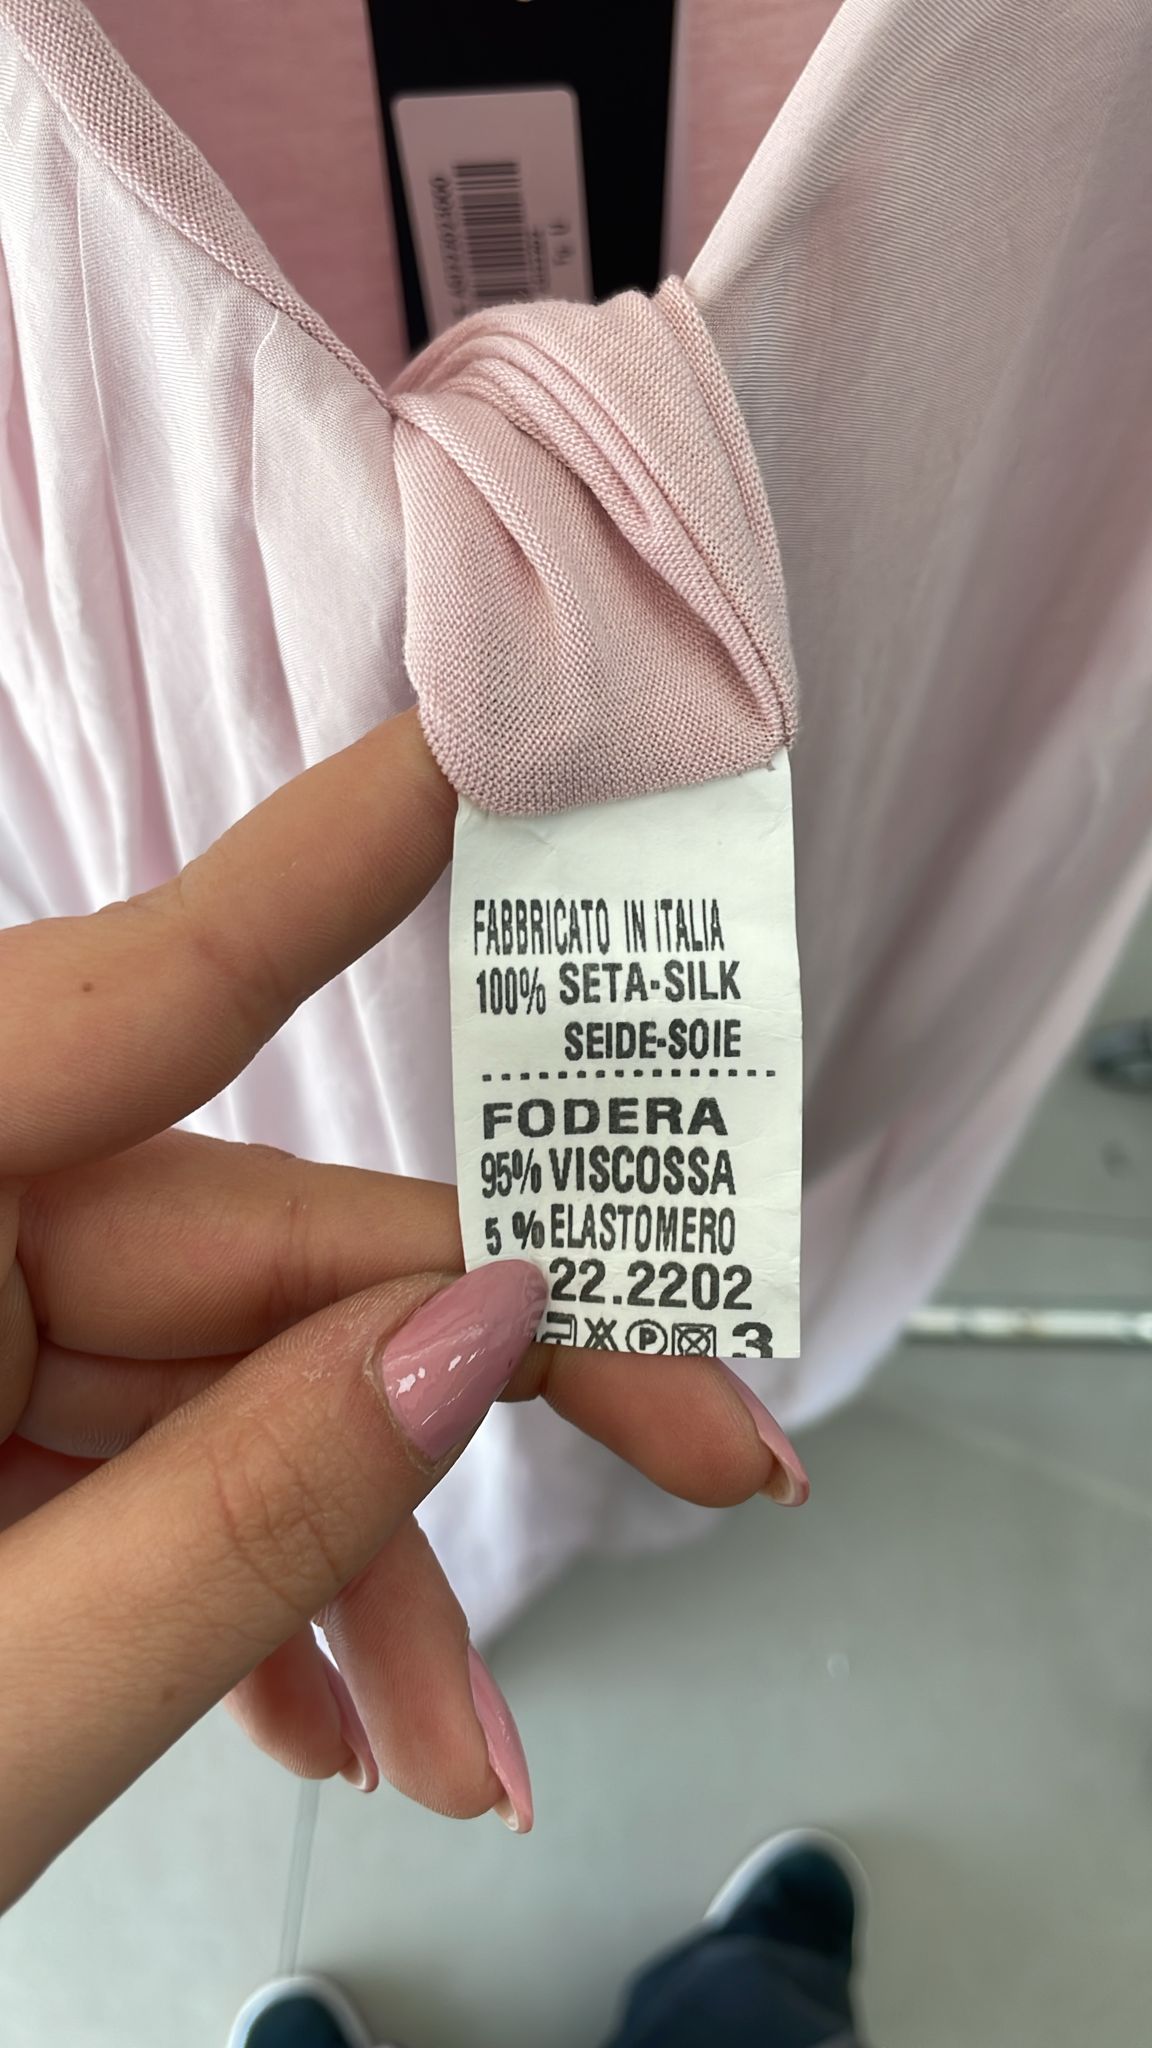 FABBRICATO IN ITALIA
100% SETA-SILK
SEIDE-SOIE
FODERA
95% VISCOSSA
5 % ELASTOMERO
22.2202
P 3